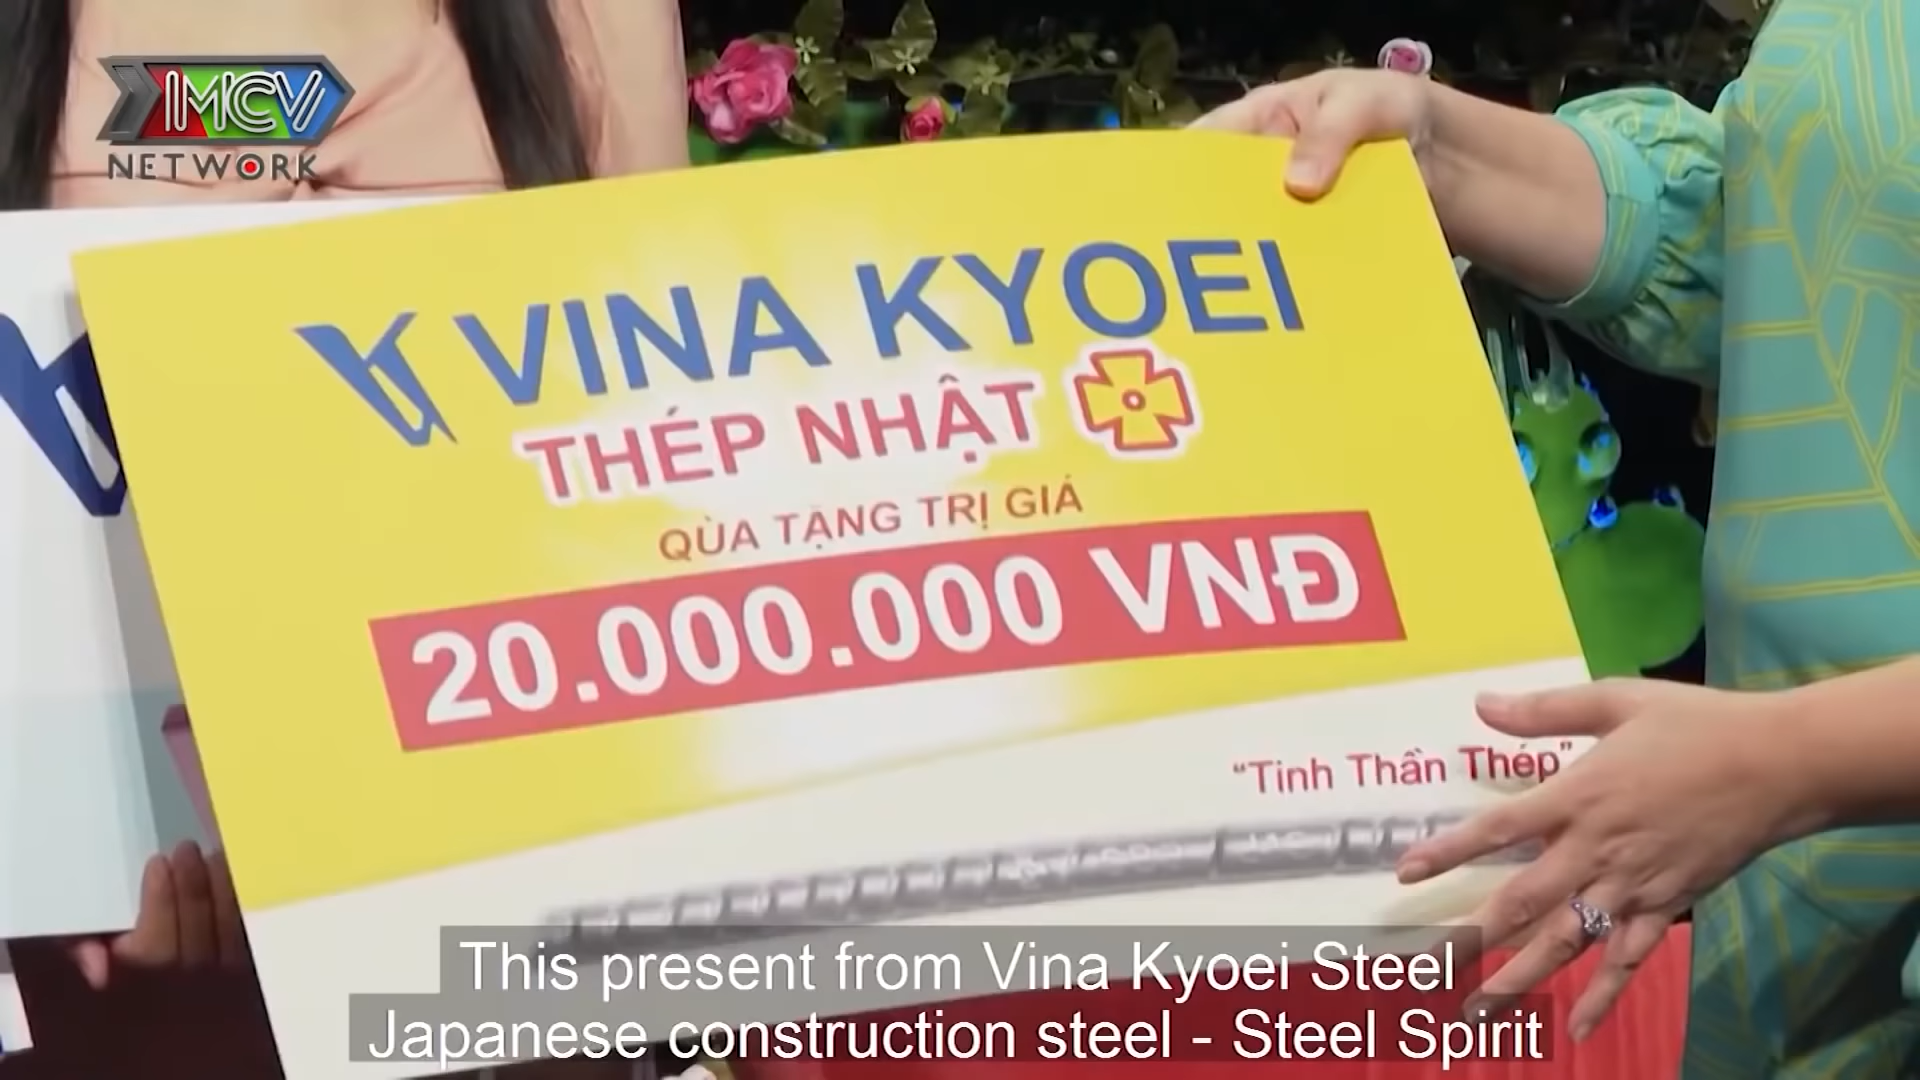 MCV
NETWORK
VINA KYOEI
THÉP NHẬT
QÙA TẶNG TRỊ GIÁ
20.000.000 VNĐ
“Tinh Thần Thép”
This present from Vina Kyoei Steel
Japanese construction steel - Steel Spirit